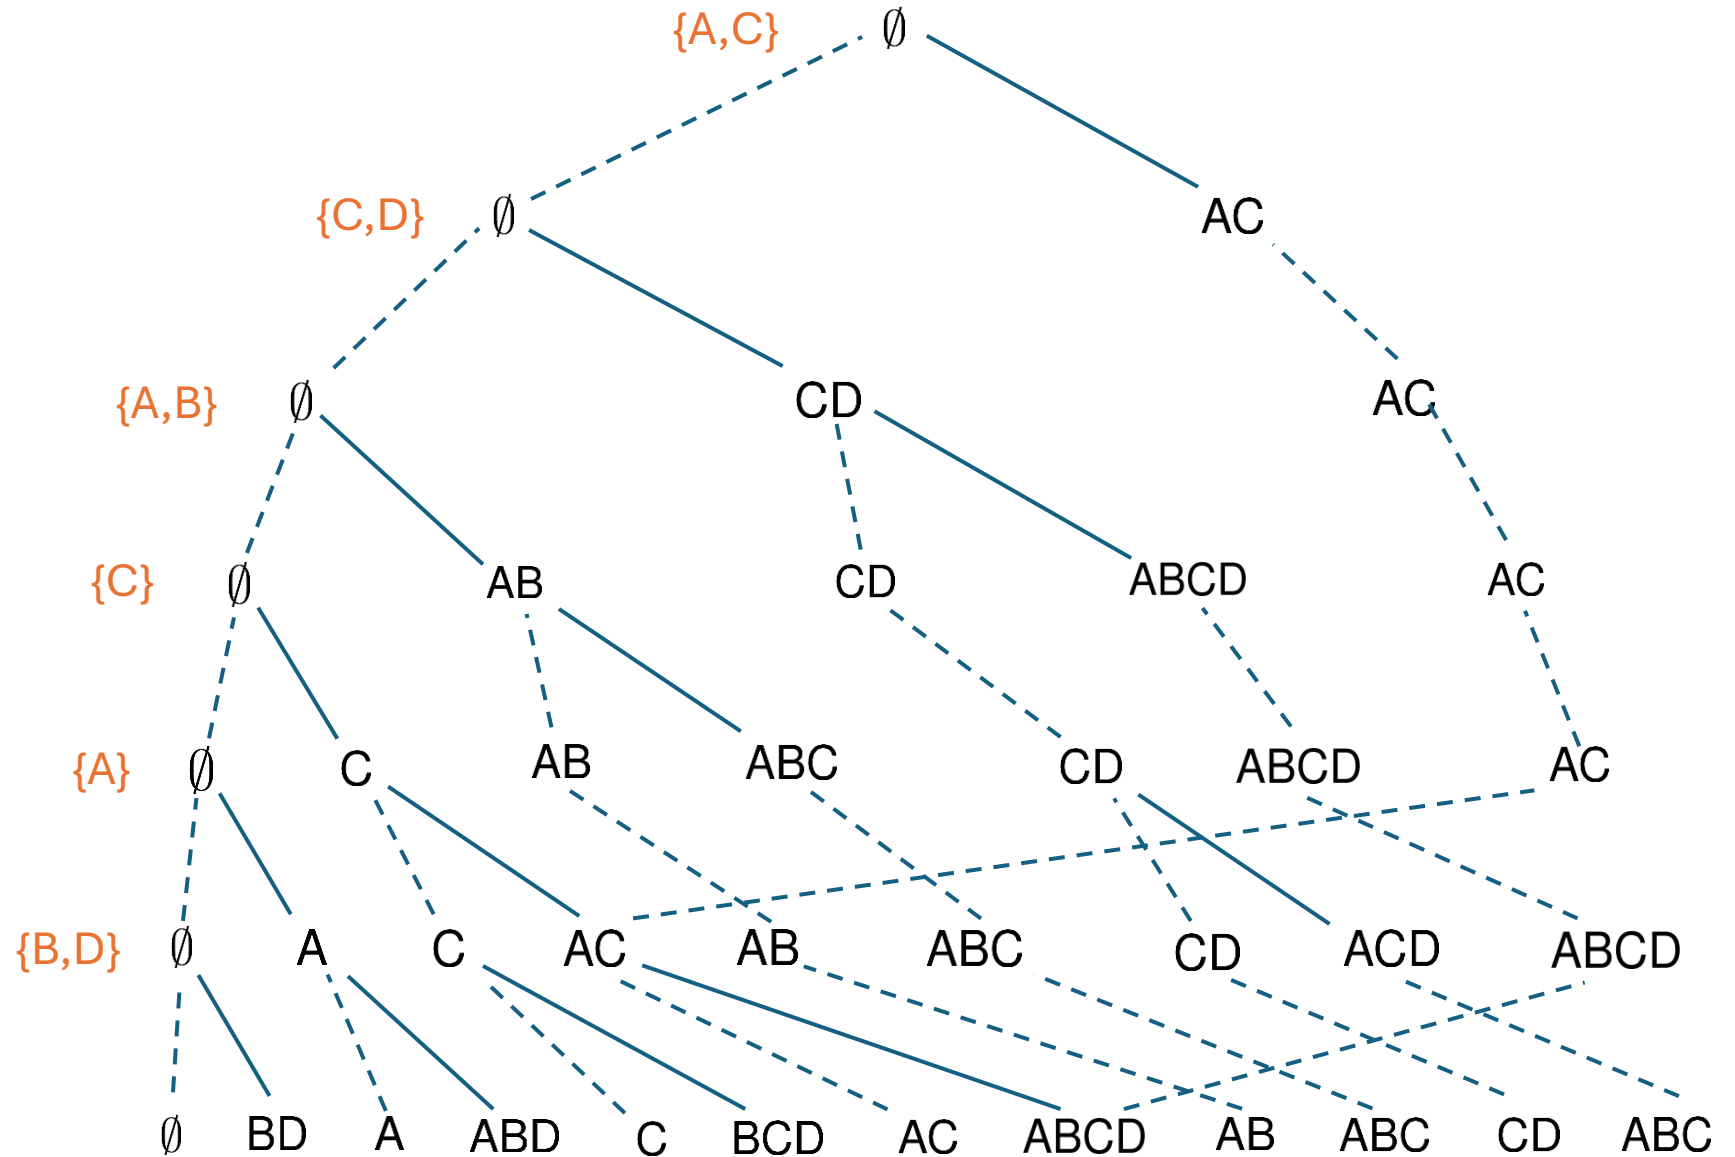 {A,C} ∅
{C,D} ∅ AC
{A,B} ∅ CD AC
{C} ∅ AB CD ABCD AC
{A} ∅ C AB ABC CD ABCD AC
{B,D} ∅ A C AC AB ABC CD ACD ABCD
∅ BD A ABD C BCD AC ABCD AB ABC CD ABC